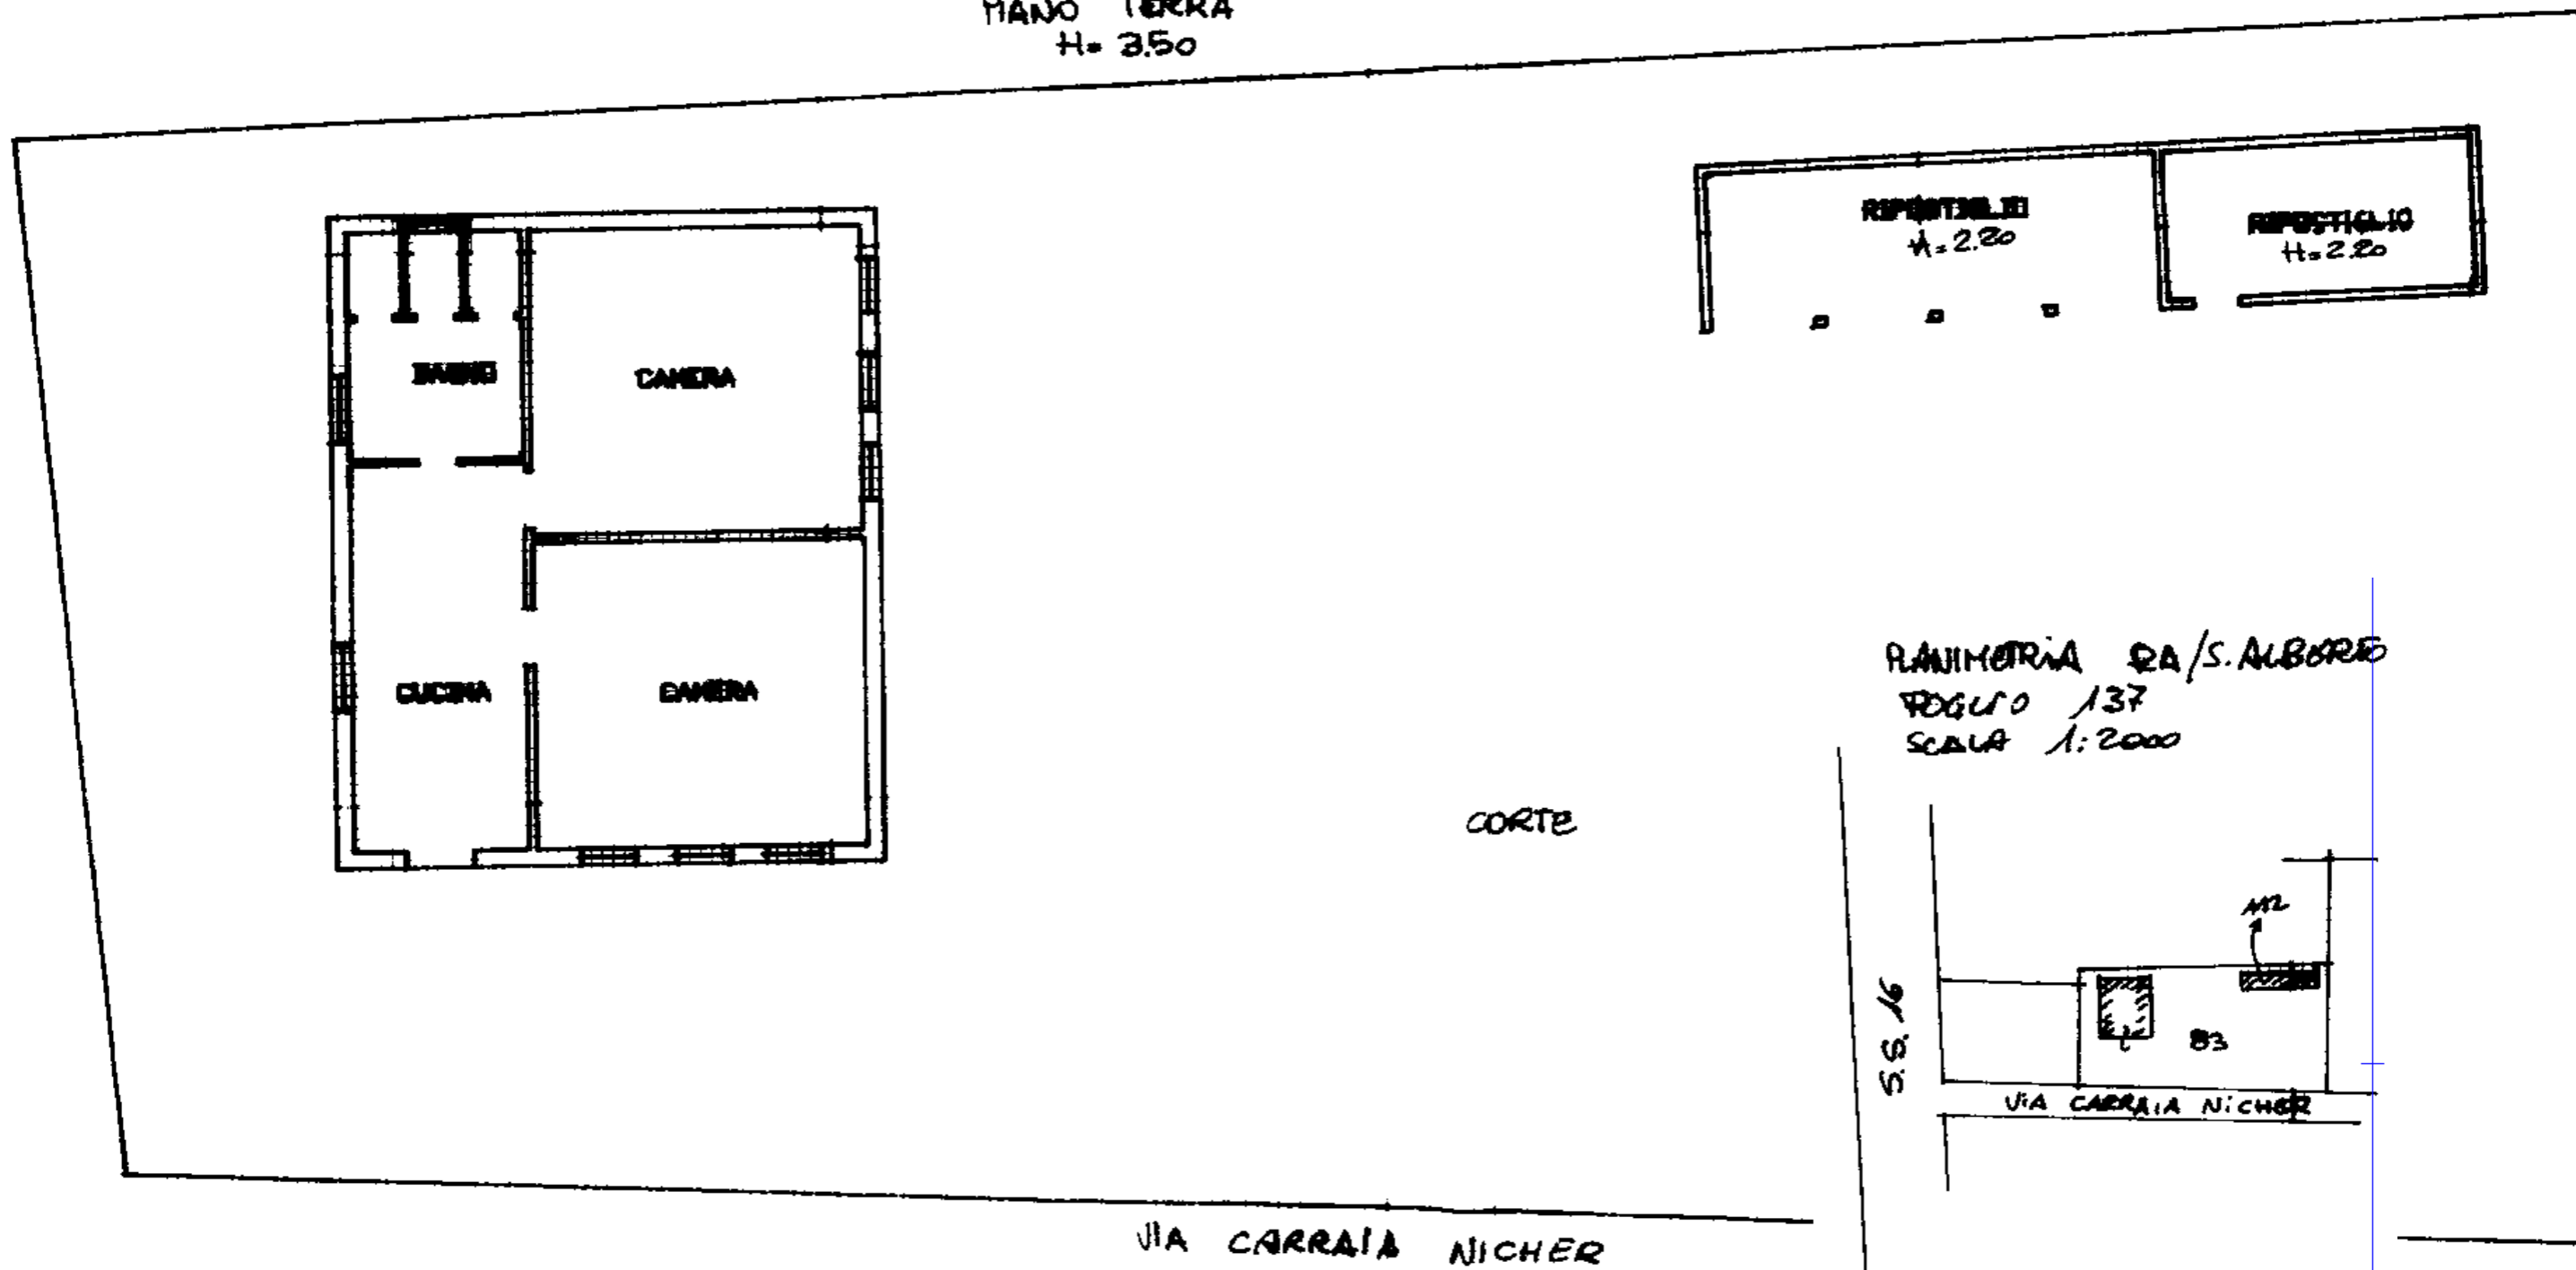 PIANO TERRA
H= 3.50
RIPOSTIGLIO
H=2.20
RIPOSTIGLIO
H=2.20
BAGNO
CAMERA
CUCINA
CAMERA
CORTE
PLANIMETRIA RA/S.ALBERTO
FOGLIO 137
SCALA 1:2000
S.S. 16
83
VIA CARRAIA NICHER
VIA CARRAIA NICHER